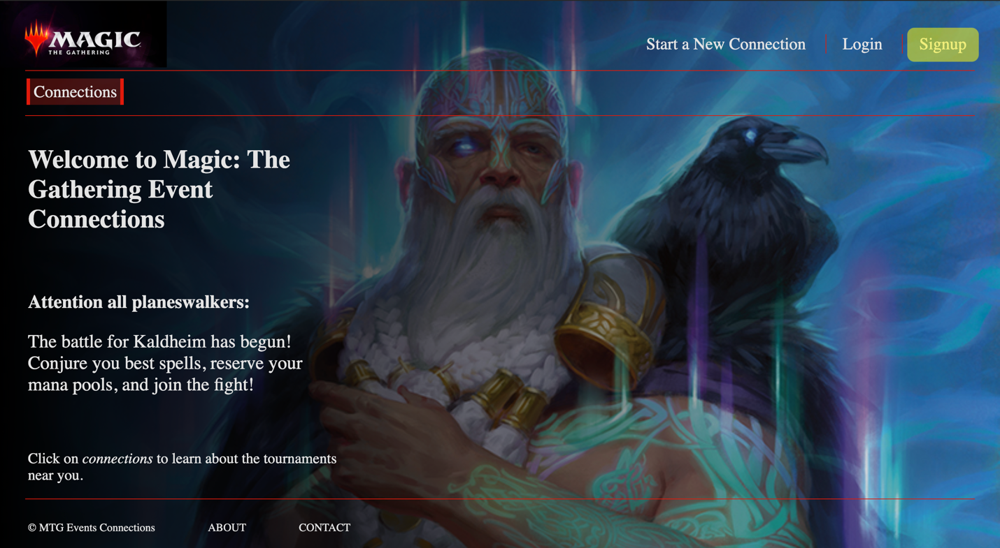 MAGIC
THE GATHERING
Start a New Connection
Login
Signup
Connections
Welcome to Magic: The
Gathering Event
Connections
Attention all planeswalkers:
The battle for Kaldheim has begun!
Conjure you best spells, reserve your
mana pools, and join the fight!
Click on connections to learn about the tournaments
near you.
© MTG Events Connections
ABOUT
CONTACT